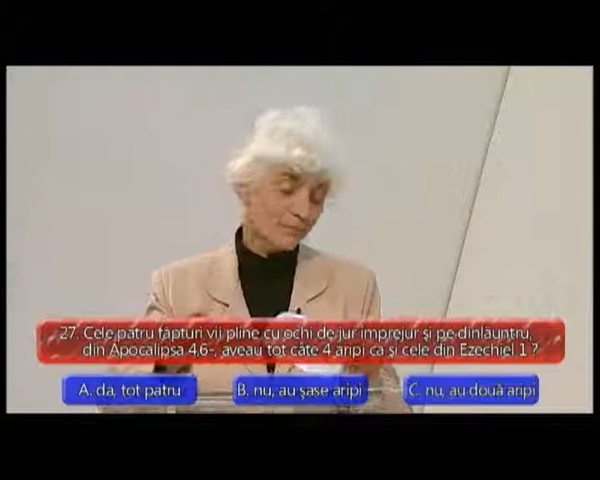 27. Cele patru făpturi vii pline cu ochi de jur împrejur și pe dinlăuntru,
din Apocalipsa 4,6-, aveau tot câte 4 aripi ca și cele din Ezechiel 1 ?
A. da, tot patru
B. nu, au șase aripi
C. nu, au două aripi